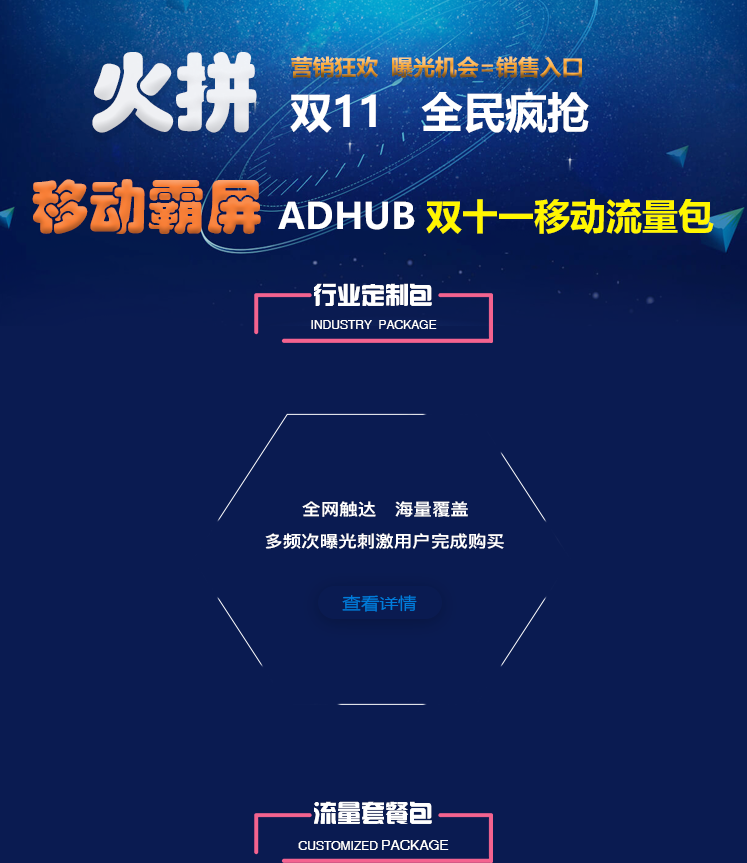 火拼
营销狂欢 曝光机会=销售入口
双11 全民疯抢
移动霸屏 ADHUB 双十一移动流量包
行业定制包
INDUSTRY PACKAGE
全网触达 海量覆盖
多频次曝光刺激用户完成购买
查看详情
流量套餐包
CUSTOMIZED PACKAGE